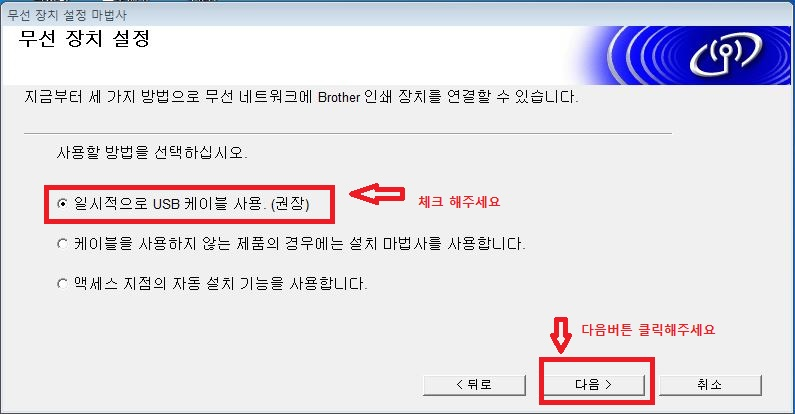 무선 장치 설정 마법사
무선 장치 설정
지금부터 세 가지 방법으로 무선 네트워크에 Brother 인쇄 장치를 연결할 수 있습니다.
사용할 방법을 선택하십시오.
일시적으로 USB 케이블 사용. (권장)
체크 해주세요
케이블을 사용하지 않는 제품의 경우에는 설치 마법사를 사용합니다.
액세스 지점의 자동 설치 기능을 사용합니다.
다음버튼 클릭해주세요
< 뒤로
다음 >
취소